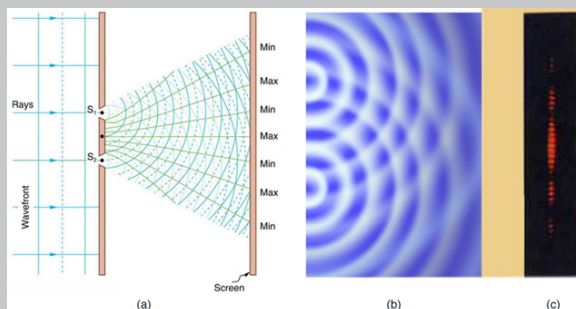 Min
Max
Rays
S1
Min
Max
S2
Min
Max
Wavefront
Min
Screen
(a)
(b)
(c)